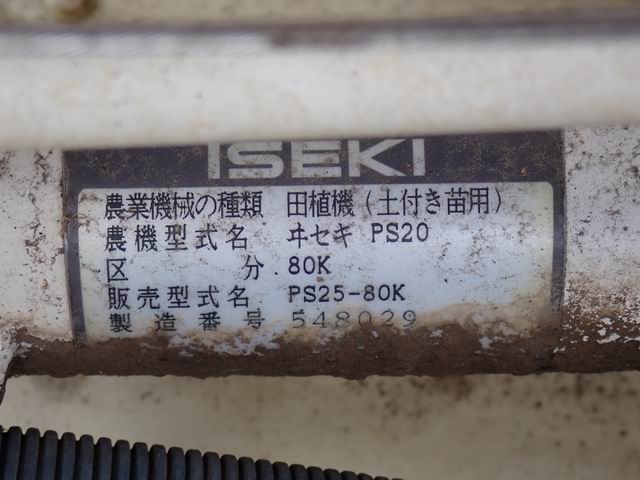 ISEKI
農業機械の種類 田植機(土付き苗用)
農機型式名 ヰセキ PS20
区分 80K
販売型式名 PS25-80K
製造番号 548029